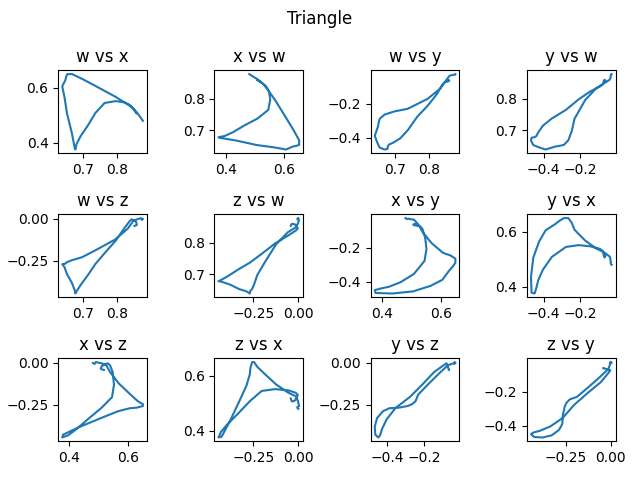 Triangle
w vs x
x vs w
w vs y
y vs w
0.6
0.4
0.7 0.8
0.8
0.7
0.4 0.6
−0.2
−0.4
0.7 0.8
0.8
0.7
−0.4 −0.2
w vs z
z vs w
x vs y
y vs x
0.00
−0.25
0.7 0.8
0.8
0.7
−0.25 0.00
−0.2
−0.4
0.4 0.6
0.6
0.4
−0.4 −0.2
x vs z
z vs x
y vs z
z vs y
0.00
−0.25
0.4 0.6
0.6
0.4
−0.25 0.00
0.00
−0.25
−0.4 −0.2
−0.2
−0.4
−0.25 0.00